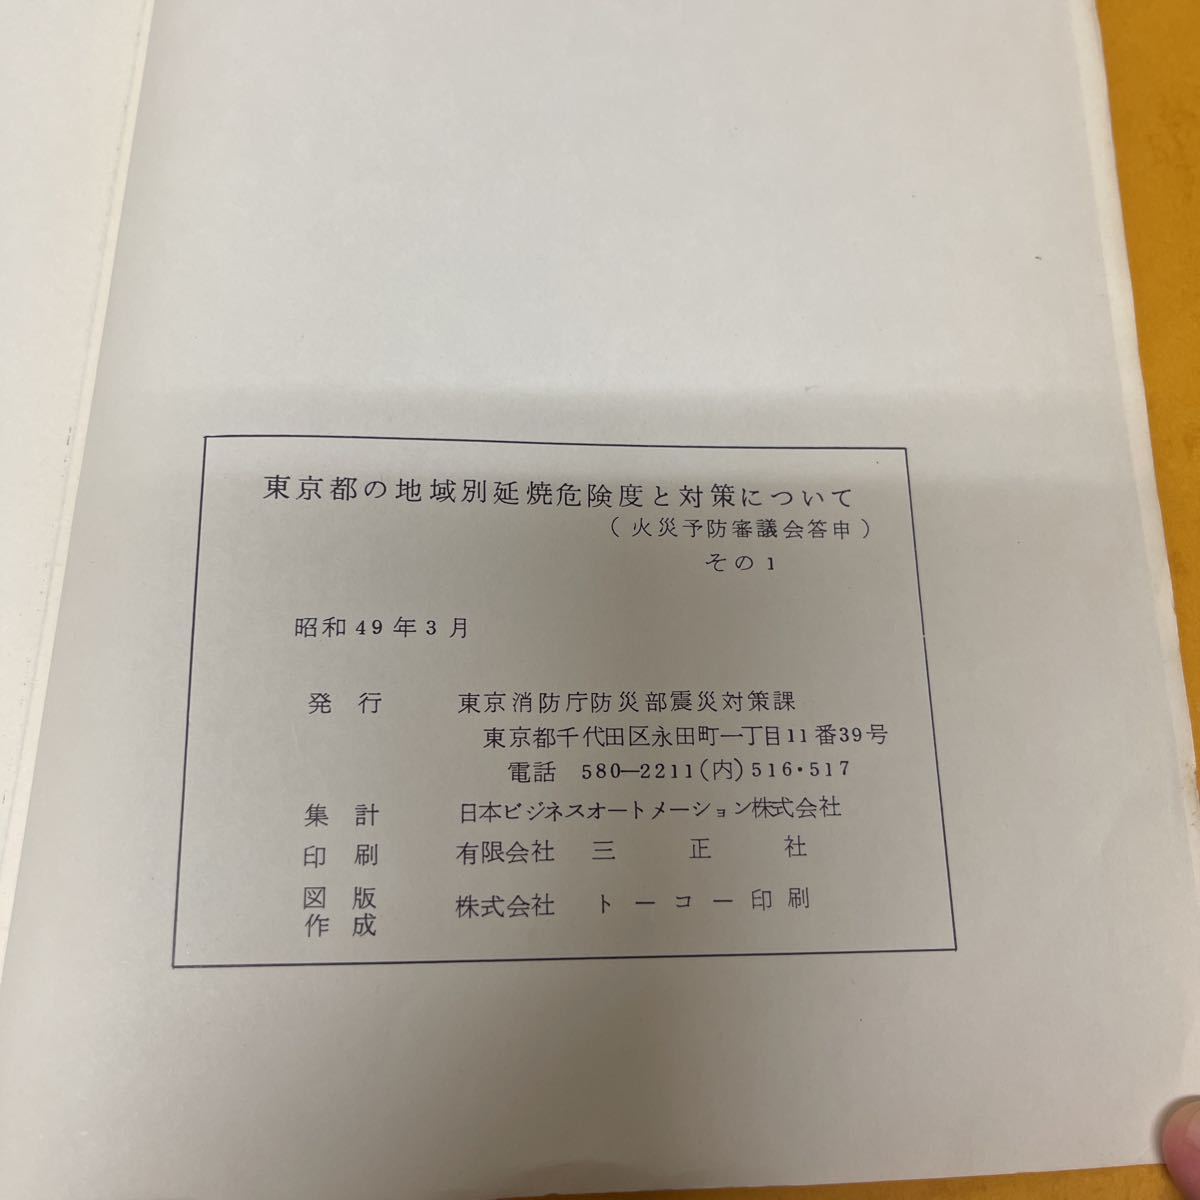 東京都の地域別延焼危険度と対策について
（火災予防審議会答申）
その1
昭和49年3月
発行 東京消防庁防災部震災対策課
東京都千代田区永田町一丁目11番39号
電話 580―2211(内)516・517
集計 日本ビジネスオートメーション株式会社
印刷 有限会社 三正社
図版
作成 株式会社 トーコー印刷